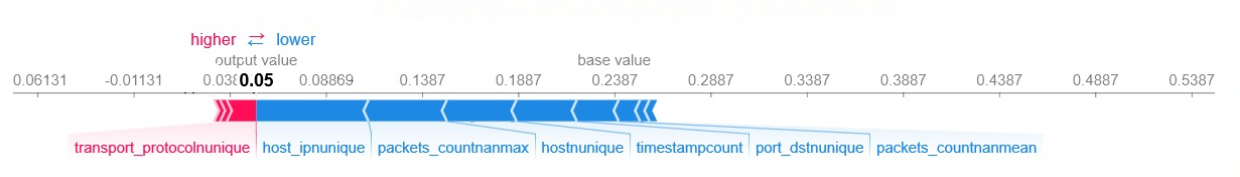 higher ⇄ lower
output value base value
0.06131 -0.01131 0.038 0.05 0.08869 0.1387 0.1887 0.2387 0.2887 0.3387 0.3887 0.4387 0.4887 0.5387
transport_protocolnunique host_ipnunique packets_countnanmax hostnunique timestampcount port_dstnunique packets_countnanmean